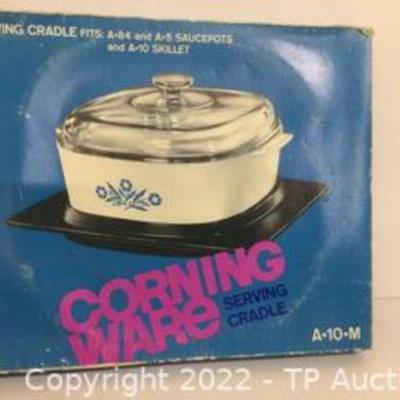 VING CRADLE FITS: A•84 and A•5 SAUCEPOTS
and A•10 SKILLET
CORNING
WARE
SERVING
CRADLE
A•10•M
Copyright 2022 - TP Auct